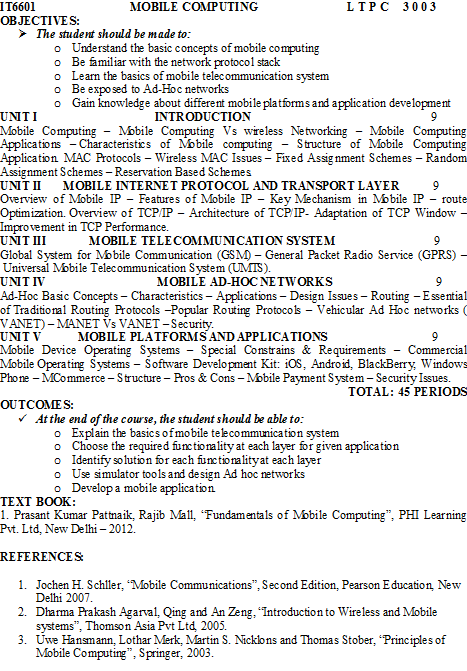 IT6601 MOBILE COMPUTING L T P C 3 0 0 3
OBJECTIVES:
➢ The student should be made to:
o Understand the basic concepts of mobile computing
o Be familiar with the network protocol stack
o Learn the basics of mobile telecommunication system
o Be exposed to Ad-Hoc networks
o Gain knowledge about different mobile platforms and application development
UNIT I INTRODUCTION 9
Mobile Computing – Mobile Computing Vs wireless Networking – Mobile Computing
Applications – Characteristics of Mobile computing – Structure of Mobile Computing
Application. MAC Protocols – Wireless MAC Issues – Fixed Assignment Schemes – Random
Assignment Schemes – Reservation Based Schemes.
UNIT II MOBILE INTERNET PROTOCOL AND TRANSPORT LAYER 9
Overview of Mobile IP – Features of Mobile IP – Key Mechanism in Mobile IP – route
Optimization. Overview of TCP/IP – Architecture of TCP/IP- Adaptation of TCP Window –
Improvement in TCP Performance.
UNIT III MOBILE TELECOMMUNICATION SYSTEM 9
Global System for Mobile Communication (GSM) – General Packet Radio Service (GPRS) –
Universal Mobile Telecommunication System (UMTS).
UNIT IV MOBILE AD-HOC NETWORKS 9
Ad-Hoc Basic Concepts – Characteristics – Applications – Design Issues – Routing – Essential
of Traditional Routing Protocols –Popular Routing Protocols – Vehicular Ad Hoc networks (
VANET) – MANET Vs VANET – Security.
UNIT V MOBILE PLATFORMS AND APPLICATIONS 9
Mobile Device Operating Systems – Special Constrains & Requirements – Commercial
Mobile Operating Systems – Software Development Kit: iOS, Android, BlackBerry, Windows
Phone – MCommerce – Structure – Pros & Cons – Mobile Payment System – Security Issues.
TOTAL: 45 PERIODS
OUTCOMES:
✓ At the end of the course, the student should be able to:
o Explain the basics of mobile telecommunication system
o Choose the required functionality at each layer for given application
o Identify solution for each functionality at each layer
o Use simulator tools and design Ad hoc networks
o Develop a mobile application.
TEXT BOOK:
1. Prasant Kumar Pattnaik, Rajib Mall, “Fundamentals of Mobile Computing”, PHI Learning
Pvt. Ltd, New Delhi – 2012.
REFERENCES:
1. Jochen H. Schller, “Mobile Communications”, Second Edition, Pearson Education, New
Delhi 2007.
2. Dharma Prakash Agarval, Qing and An Zeng, “Introduction to Wireless and Mobile
systems”, Thomson Asia Pvt Ltd, 2005.
3. Uwe Hansmann, Lothar Merk, Martin S. Nicklons and Thomas Stober, “Principles of
Mobile Computing”, Springer, 2003.